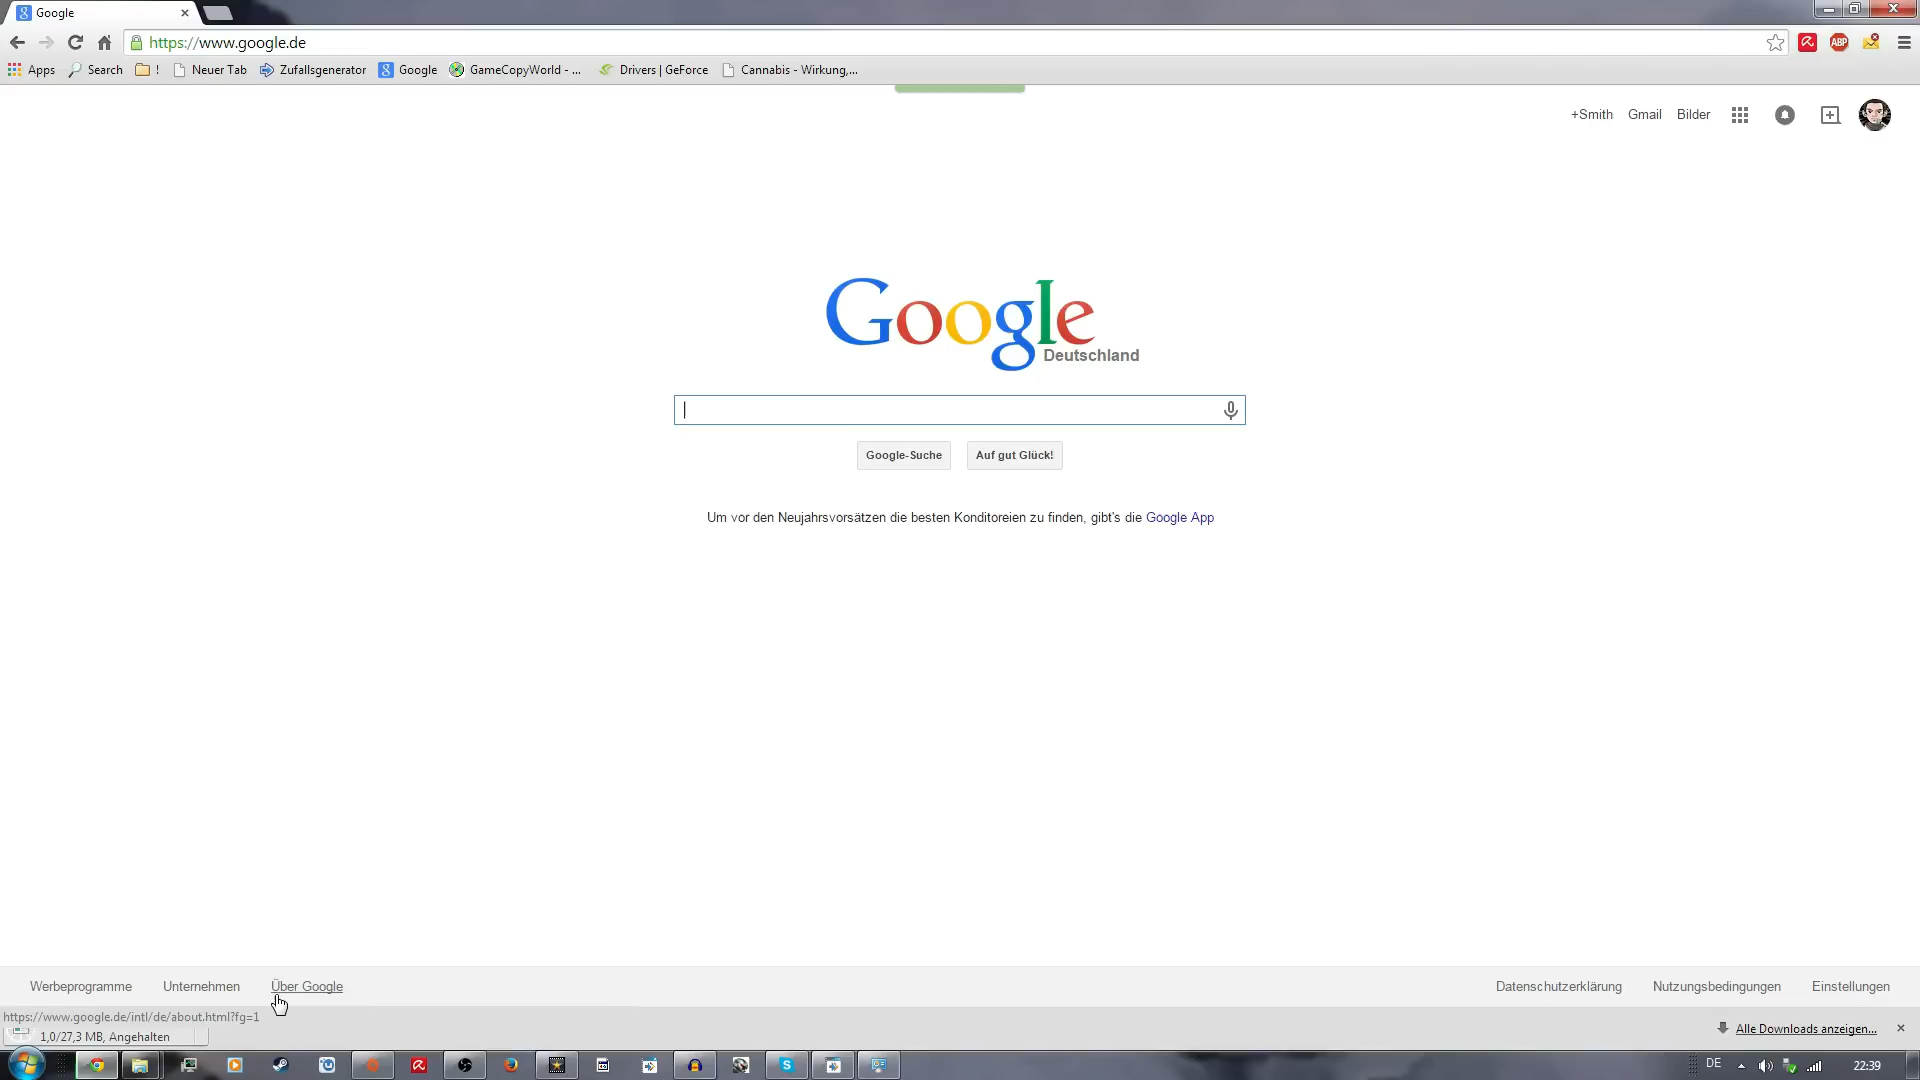 Google
https://www.google.de
ABP
Apps Search ! Neuer Tab Zufallsgenerator Google GameCopyWorld - ... Drivers | GeForce Cannabis - Wirkung,...
+Smith Gmail Bilder
Google
Deutschland
Google-Suche Auf gut Glück!
Um vor den Neujahrsvorsätzen die besten Konditoreien zu finden, gibt's die Google App
Werbeprogramme Unternehmen Über Google Datenschutzerklärung Nutzungsbedingungen Einstellungen
https://www.google.de/intl/de/about.html?fg=1
1,0/27,3 MB, Angehalten Alle Downloads anzeigen...
DE 22:39